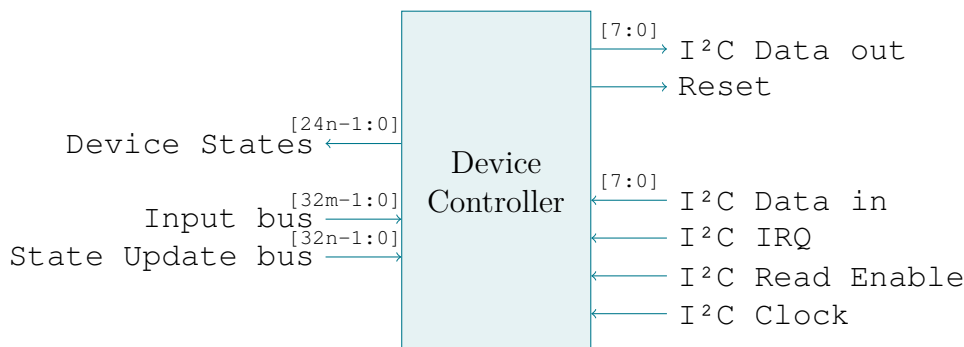 [7:0]
I²C Data out
Reset
[24n-1:0]
Device States
Device
Controller
[7:0]
[32m-1:0]
I²C Data in
Input bus
[32n-1:0]
I²C IRQ
State Update bus
I²C Read Enable
I²C Clock